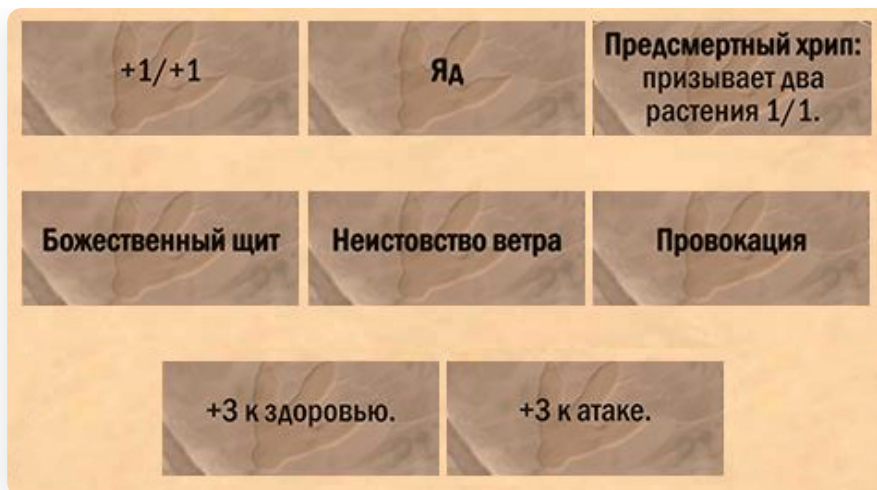 +1/+1
Яд
Предсмертный хрип:
призывает два
растения 1/1.
Божественный щит
Неистовство ветра
Провокация
+3 к здоровью.
+3 к атаке.